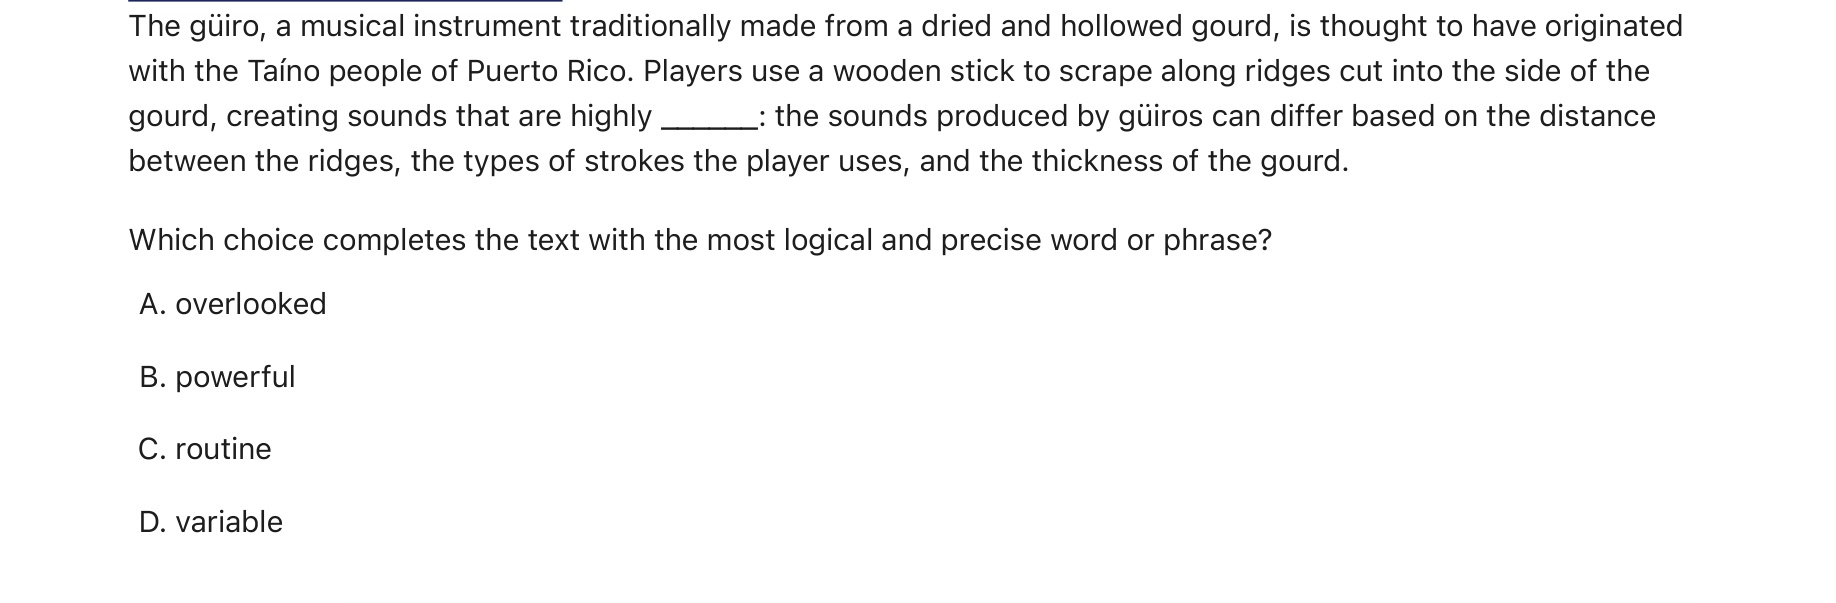 The güiro, a musical instrument traditionally made from a dried and hollowed gourd, is thought to have originated
with the Taíno people of Puerto Rico. Players use a wooden stick to scrape along ridges cut into the side of the
gourd, creating sounds that are highly ______: the sounds produced by güiros can differ based on the distance
between the ridges, the types of strokes the player uses, and the thickness of the gourd.
Which choice completes the text with the most logical and precise word or phrase?
A. overlooked
B. powerful
C. routine
D. variable